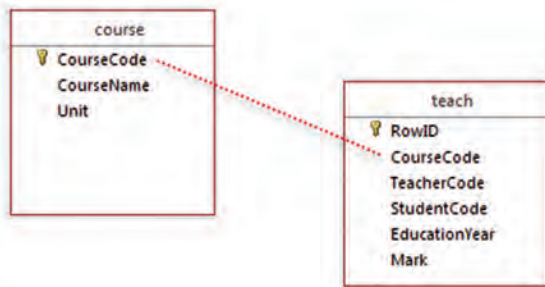 course
CourseCode
CourseName
Unit
teach
RowID
CourseCode
TeacherCode
StudentCode
EducationYear
Mark